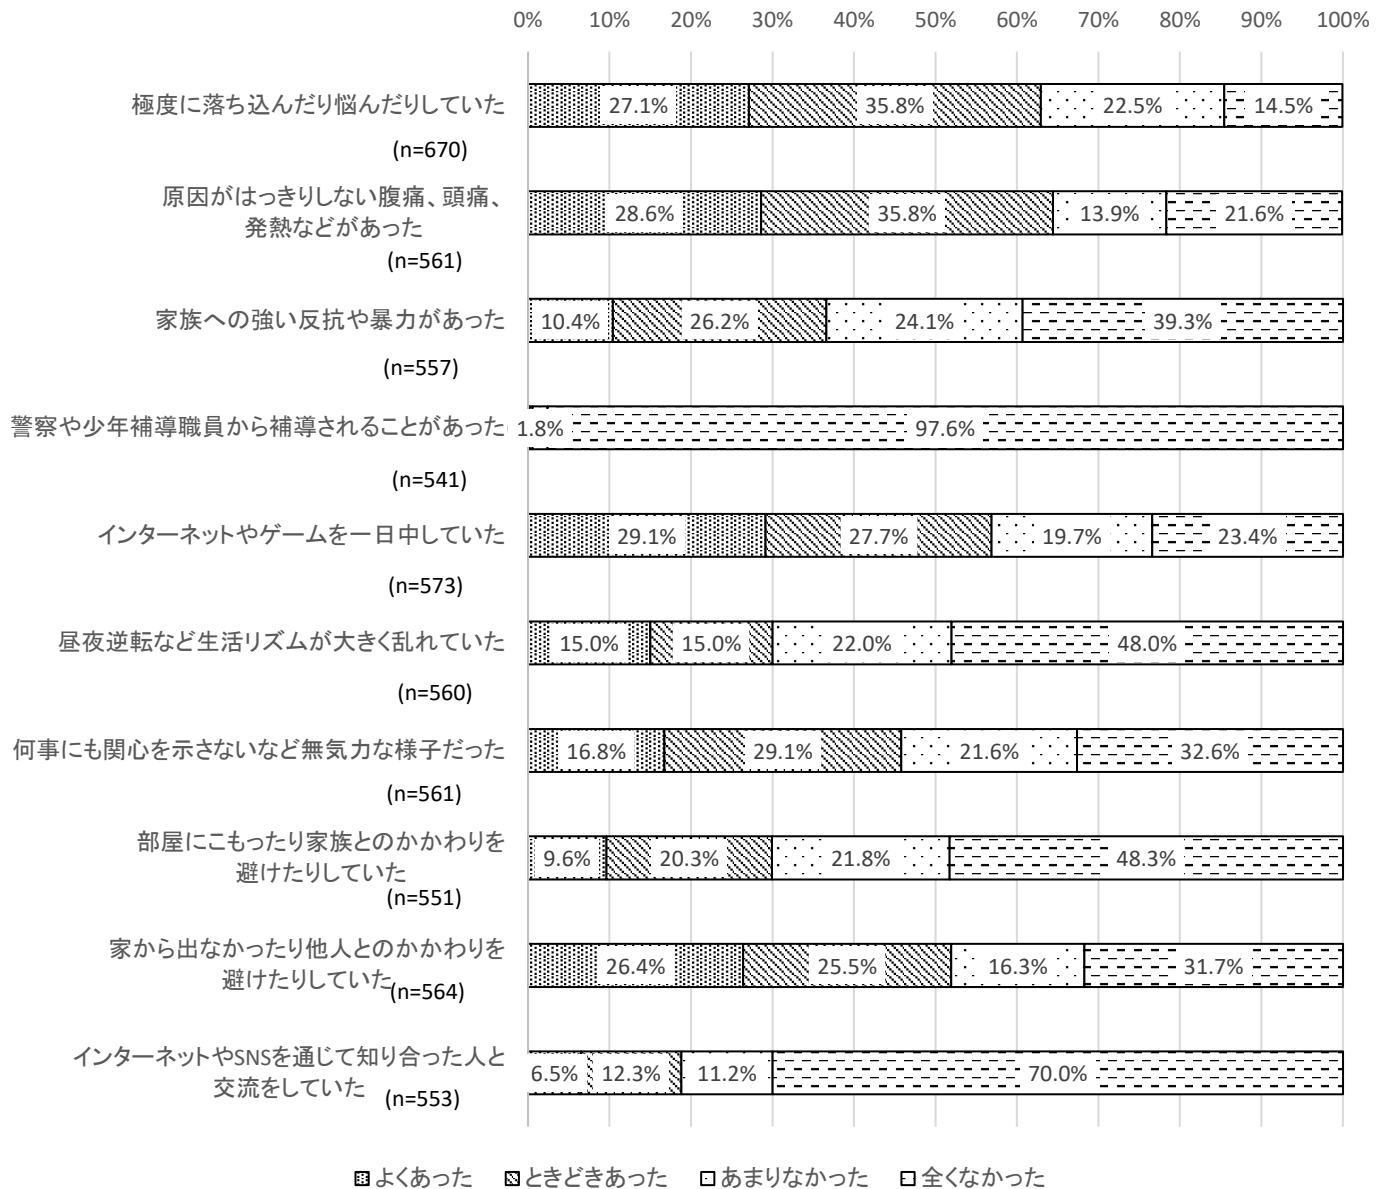 0% 10% 20% 30% 40% 50% 60% 70% 80% 90% 100%
極度に落ち込んだり悩んだりしていた 27.1% 35.8% 22.5% 14.5%
(n=670)
原因がはっきりしない腹痛、頭痛、
発熱などがあった 28.6% 35.8% 13.9% 21.6%
(n=561)
家族への強い反抗や暴力があった 10.4% 26.2% 24.1% 39.3%
(n=557)
警察や少年補導職員から補導されることがあった 1.8% 97.6%
(n=541)
インターネットやゲームを一日中していた 29.1% 27.7% 19.7% 23.4%
(n=573)
昼夜逆転など生活リズムが大きく乱れていた 15.0% 15.0% 22.0% 48.0%
(n=560)
何事にも関心を示さないなど無気力な様子だった 16.8% 29.1% 21.6% 32.6%
(n=561)
部屋にこもったり家族とのかかわりを
避けたりしていた 9.6% 20.3% 21.8% 48.3%
(n=551)
家から出なかったり他人とのかかわりを
避けたりしていた 26.4% 25.5% 16.3% 31.7%
(n=564)
インターネットやSNSを通じて知り合った人と
交流をしていた 6.5% 12.3% 11.2% 70.0%
(n=553)
よくあった ときどきあった あまりなかった 全くなかった